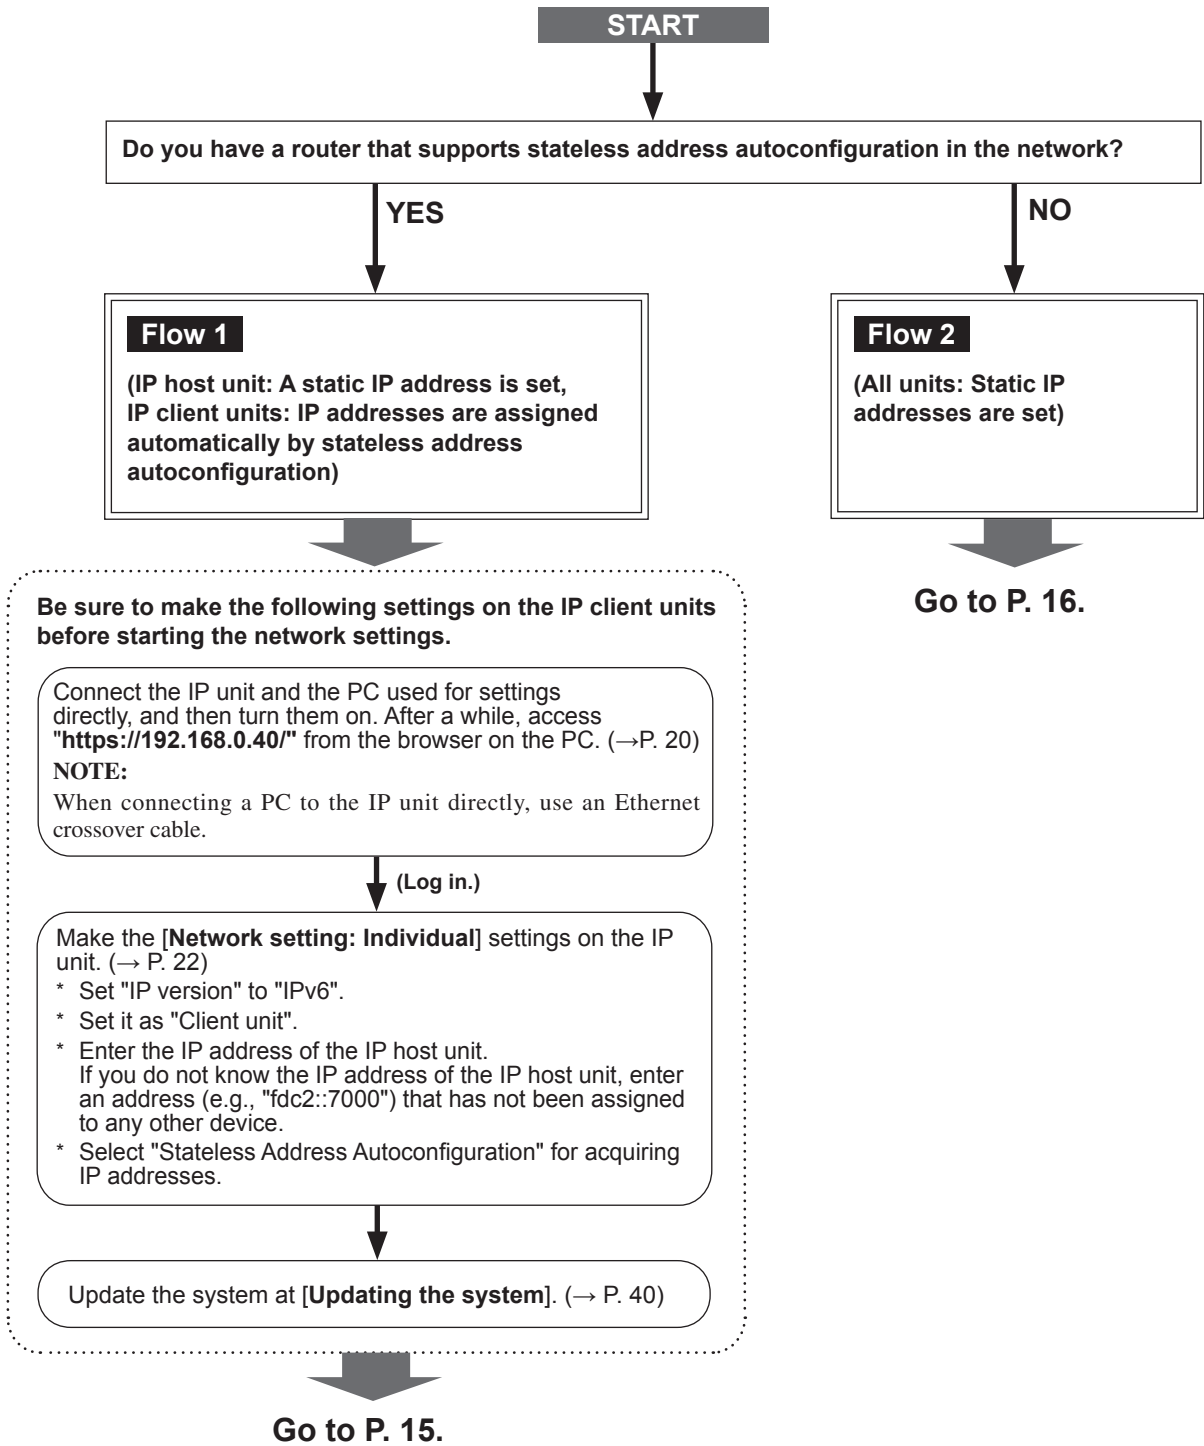 START
Do you have a router that supports stateless address autoconfiguration in the network?
YES
NO
Flow 1
(IP host unit: A static IP address is set,
IP client units: IP addresses are assigned
automatically by stateless address
autoconfiguration)
Flow 2
(All units: Static IP
addresses are set)
Go to P. 16.
Be sure to make the following settings on the IP client units
before starting the network settings.
Connect the IP unit and the PC used for settings
directly, and then turn them on. After a while, access
"https://192.168.0.40/" from the browser on the PC. (→P. 20)
NOTE:
When connecting a PC to the IP unit directly, use an Ethernet
crossover cable.
(Log in.)
Make the [Network setting: Individual] settings on the IP
unit. (→ P. 22)
* Set "IP version" to "IPv6".
* Set it as "Client unit".
* Enter the IP address of the IP host unit.
If you do not know the IP address of the IP host unit, enter
an address (e.g., "fdc2::7000") that has not been assigned
to any other device.
* Select "Stateless Address Autoconfiguration" for acquiring
IP addresses.
Update the system at [Updating the system]. (→ P. 40)
Go to P. 15.